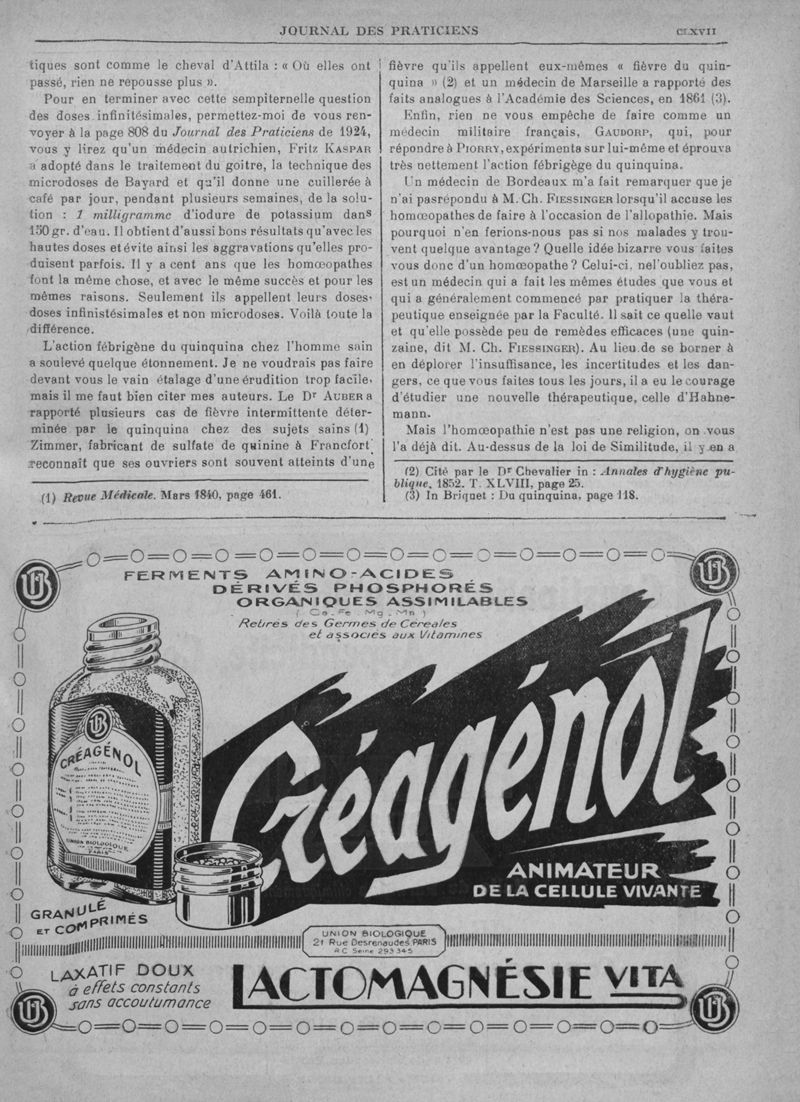 JOURNAL DES PRATICIENS CLXVII
tiques sont comme le cheval d'Attila : « Où elles ont
passé, rien ne repousse plus ».
Pour en terminer avec cette sempiternelle question
des doses infinitésimales, permettez-moi de vous ren-
voyer à la page 808 du Journal des Praticiens de 1924,
vous y lirez qu'un médecin autrichien, Fritz KASPAR
a adopté dans le traitement du goitre, la technique des
microdoses de Bayard et qu'il donne une cuillerée à
café par jour, pendant plusieurs semaines, de la solu-
tion : 1 milligramme d'iodure de potassium dans
150 gr. d'eau. Il obtient d'aussi bons résultats qu'avec les
hautes doses et évite ainsi les aggravations qu'elles pro-
duisent parfois. Il y a cent ans que les homœopathes
font la même chose, et avec le même succès et pour les
mêmes raisons. Seulement ils appellent leurs doses,
doses infinistésimales et non microdoses. Voilà toute la
différence.
L'action fébrigène du quinquina chez l'homme sain
a soulevé quelque étonnement. Je ne voudrais pas faire
devant vous le vain étalage d'une érudition trop facile,
mais il me faut bien citer mes auteurs. Le Dr AUBER a
rapporté plusieurs cas de fièvre intermittente déter-
minée par le quinquina chez des sujets sains (1)
Zimmer, fabricant de sulfate de quinine à Francfort
reconnaît que ses ouvriers sont souvent atteints d'une
(1) Revue Médicale. Mars 1840, page 461.
fièvre qu'ils appellent eux-mêmes « fièvre du quin-
quina » (2) et un médecin de Marseille a rapporté des
faits analogues à l'Académie des Sciences, en 1861 (3).
Enfin, rien ne vous empêche de faire comme un
médecin militaire français, GAUDORP, qui, pour
répondre à PIORRY, expérimenta sur lui-même et éprouva
très nettement l'action fébrigège du quinquina.
Un médecin de Bordeaux m'a fait remarquer que je
n'ai pas répondu à M. Ch. FIESSINGER lorsqu'il accuse les
homœopathes de faire à l'occasion de l'allopathie. Mais
pourquoi n'en ferions-nous pas si nos malades y trou-
vent quelque avantage ? Quelle idée bizarre vous faites
vous donc d'un homœopathe ? Celui-ci, nel'oubliez pas,
est un médecin qui a fait les mêmes études que vous et
qui a généralement commencé par pratiquer la théra-
peutique enseignée par la Faculté. Il sait ce quelle vaut
et qu'elle possède peu de remèdes efficaces (une quin-
zaine, dit M. Ch. FIESSINGER). Au lieu de se borner à
en déplorer l'insuffisance, les incertitudes et les dan-
gers, ce que vous faites tous les jours, il a eu le courage
d'étudier une nouvelle thérapeutique, celle d'Hahne-
mann.
Mais l'homœopathie n'est pas une religion, on vous
l'a déjà dit. Au-dessus de la loi de Similitude, il y en a
(2) Cité par le Dr Chevalier in : Annales d'hygiène pu-
blique, 1852. T. XLVIII, page 25.
(3) In Briquet : Du quinquina, page 118.
FERMENTS AMINO-ACIDES
DÉRIVÉS PHOSPHORÉS
ORGANIQUES ASSIMILABLES
( Ca. Fe. Mg. Mn )
Retirés des Germes de Céréales
et associés aux Vitamines
UB
CRÉAGÉNOL
UNION BIOLOGIQUE
PARIS
Créagénol
ANIMATEUR
DE LA CELLULE VIVANTE
GRANULÉ
ET COMPRIMÉS
UNION BIOLOGIQUE
21 Rue Desrenaudes PARIS
R C Seine 293 345
LAXATIF DOUX
à effets constants
sans accoutumance
LACTOMAGNÉSIE VITA